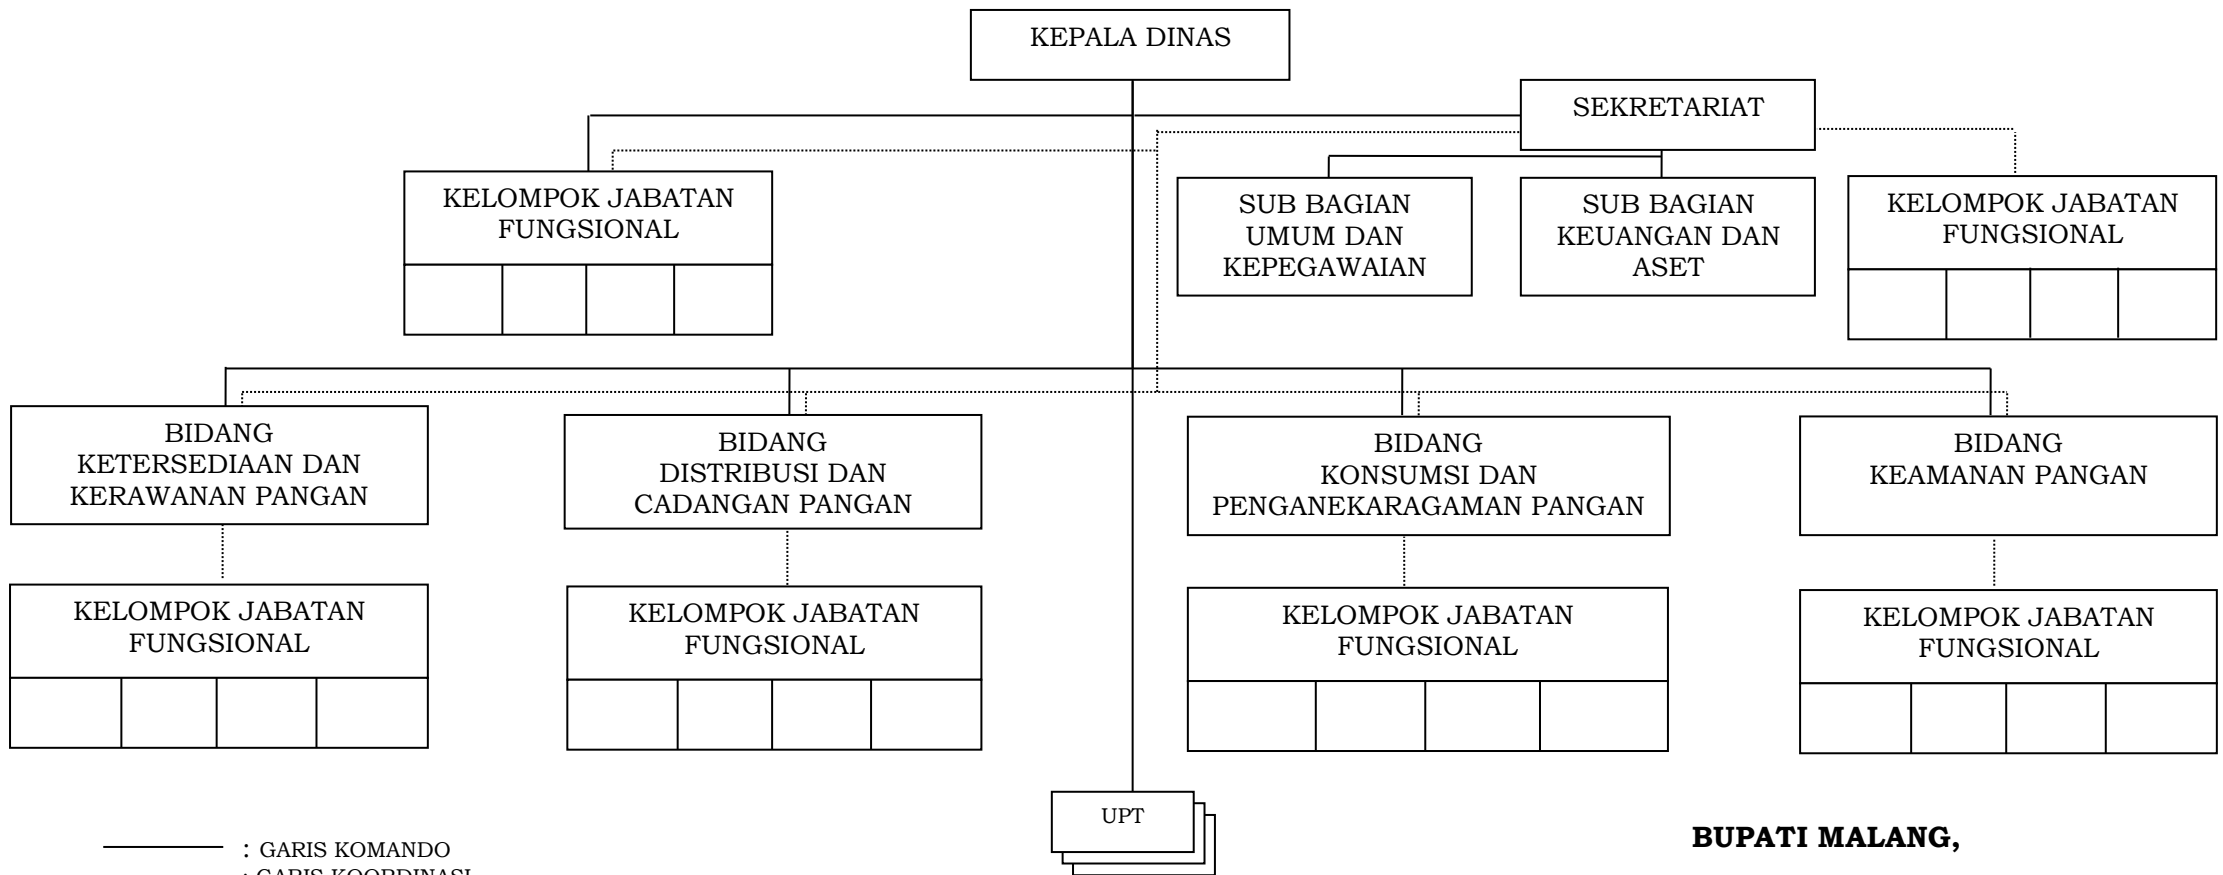 KEPALA DINAS
SEKRETARIAT
KELOMPOK JABATAN
FUNGSIONAL
SUB BAGIAN
UMUM DAN
KEPEGAWAIAN
SUB BAGIAN
KEUANGAN DAN
ASET
KELOMPOK JABATAN
FUNGSIONAL
BIDANG
KETERSEDIAAN DAN
KERAWANAN PANGAN
BIDANG
DISTRIBUSI DAN
CADANGAN PANGAN
BIDANG
KONSUMSI DAN
PENGANEKARAGAMAN PANGAN
BIDANG
KEAMANAN PANGAN
KELOMPOK JABATAN
FUNGSIONAL
KELOMPOK JABATAN
FUNGSIONAL
KELOMPOK JABATAN
FUNGSIONAL
KELOMPOK JABATAN
FUNGSIONAL
UPT
: GARIS KOMANDO
: GARIS KOORDINASI
BUPATI MALANG,